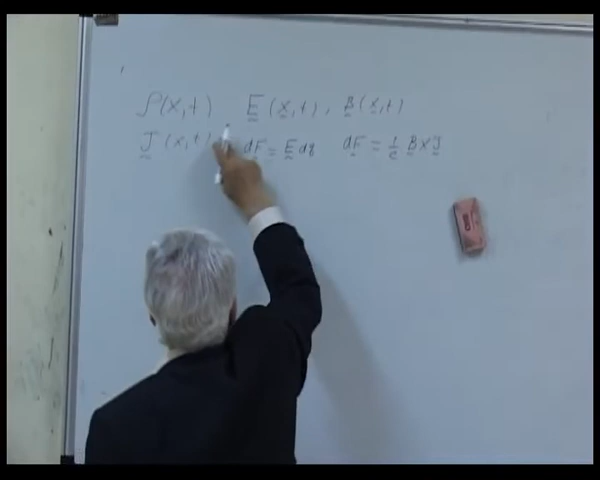 ρ(x,t) E(x,t), B(x,t)
J(x,t) dF = E dq dF = 1/c B x J